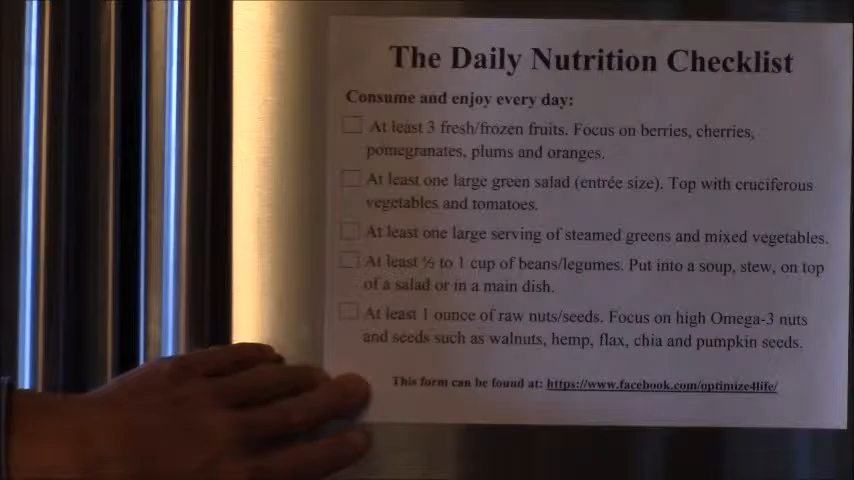 The Daily Nutrition Checklist
Consume and enjoy every day:
At least 3 fresh/frozen fruits. Focus on berries, cherries,
pomegranates, plums and oranges.
At least one large green salad (entrée size). Top with cruciferous
vegetables and tomatoes.
At least one large serving of steamed greens and mixed vegetables.
At least ½ to 1 cup of beans/legumes. Put into a soup, stew, on top
of a salad or in a main dish.
At least 1 ounce of raw nuts/seeds. Focus on high Omega-3 nuts
and seeds such as walnuts, hemp, flax, chia and pumpkin seeds.
This form can be found at: https://www.facebook.com/optimize4life/